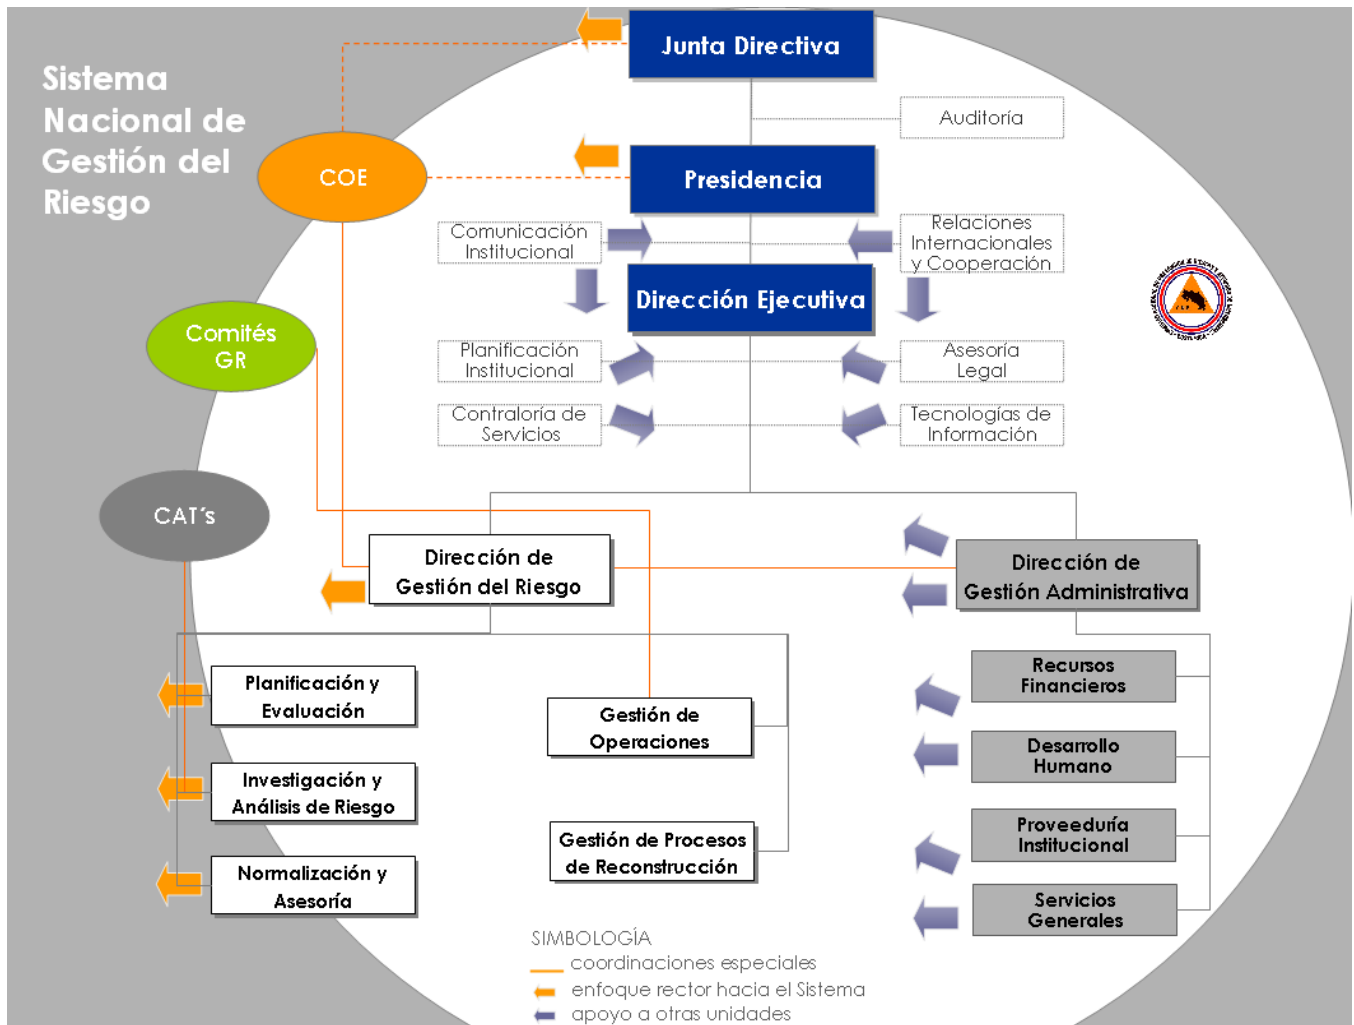 Sistema
Nacional de
Gestión del
Riesgo
Junta Directiva
Auditoría
COE
Presidencia
Comunicación
Institucional
Relaciones
Internacionales
y Cooperación
Dirección Ejecutiva
Comités
GR
Planificación
Institucional
Asesoría
Legal
Contraloría de
Servicios
Tecnologías de
Información
CAT´s
Dirección de
Gestión del Riesgo
Dirección de
Gestión Administrativa
Planificación y
Evaluación
Investigación y
Análisis de Riesgo
Normalización y
Asesoría
Gestión de
Operaciones
Gestión de Procesos
de Reconstrucción
Recursos
Financieros
Desarrollo
Humano
Proveeduría
Institucional
Servicios
Generales
SIMBOLOGÍA
coordinaciones especiales
enfoque rector hacia el Sistema
apoyo a otras unidades